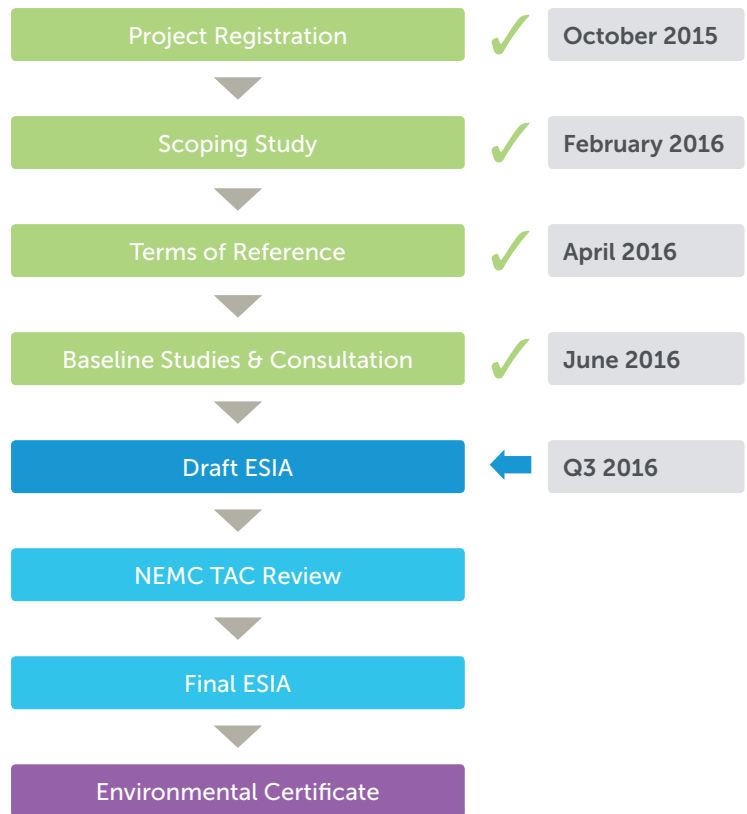 Project Registration
October 2015
Scoping Study
February 2016
Terms of Reference
April 2016
Baseline Studies & Consultation
June 2016
Draft ESIA
Q3 2016
NEMC TAC Review
Final ESIA
Environmental Certificate